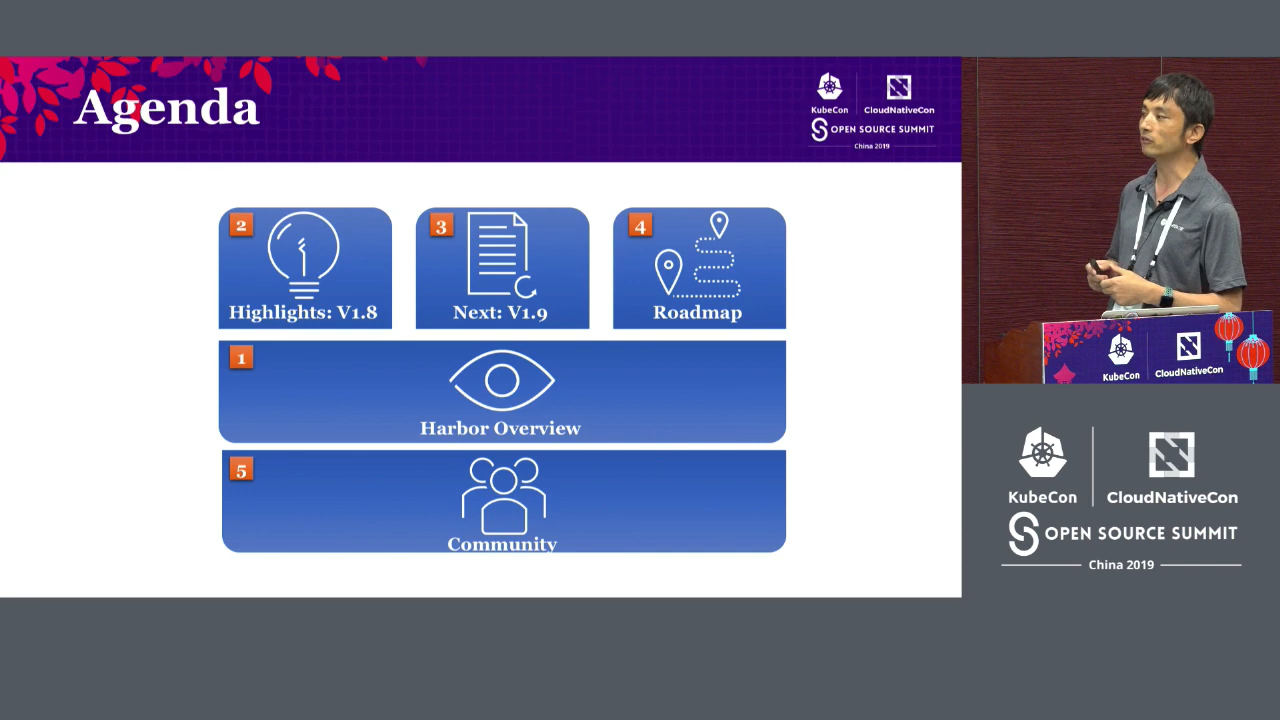 Agenda
KubeCon
CloudNativeCon
OPEN SOURCE SUMMIT
China 2019
2
Highlights: V1.8
3
Next: V1.9
4
Roadmap
1
Harbor Overview
5
Community
KubeCon
CloudNativeCon
KubeCon
CloudNativeCon
OPEN SOURCE SUMMIT
China 2019